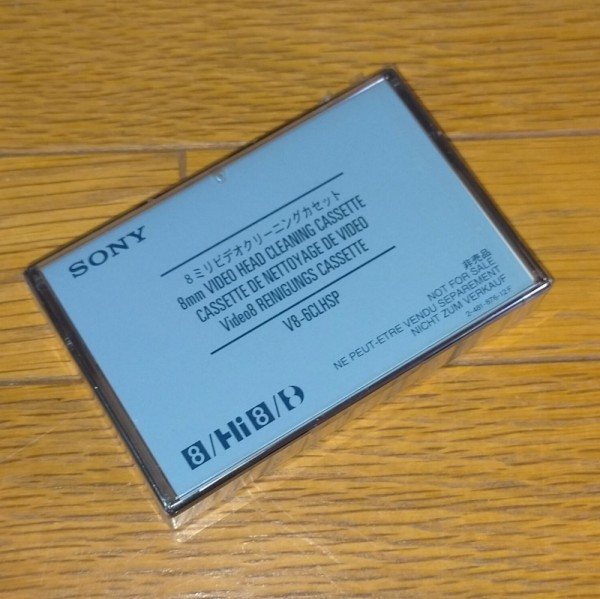 SONY
8ミリビデオクリーニングカセット
8mm VIDEO HEAD CLEANING CASSETTE
CASSETTE DE NETTOYAGE DE VIDEO
Video8 REINIGUNGS CASSETTE
V8-6CLHSP
非売品
NOT FOR SALE
NE PEUT-ETRE VENDU SEPAREMENT
NICHT ZUM VERKAUF
8/Hi8/8